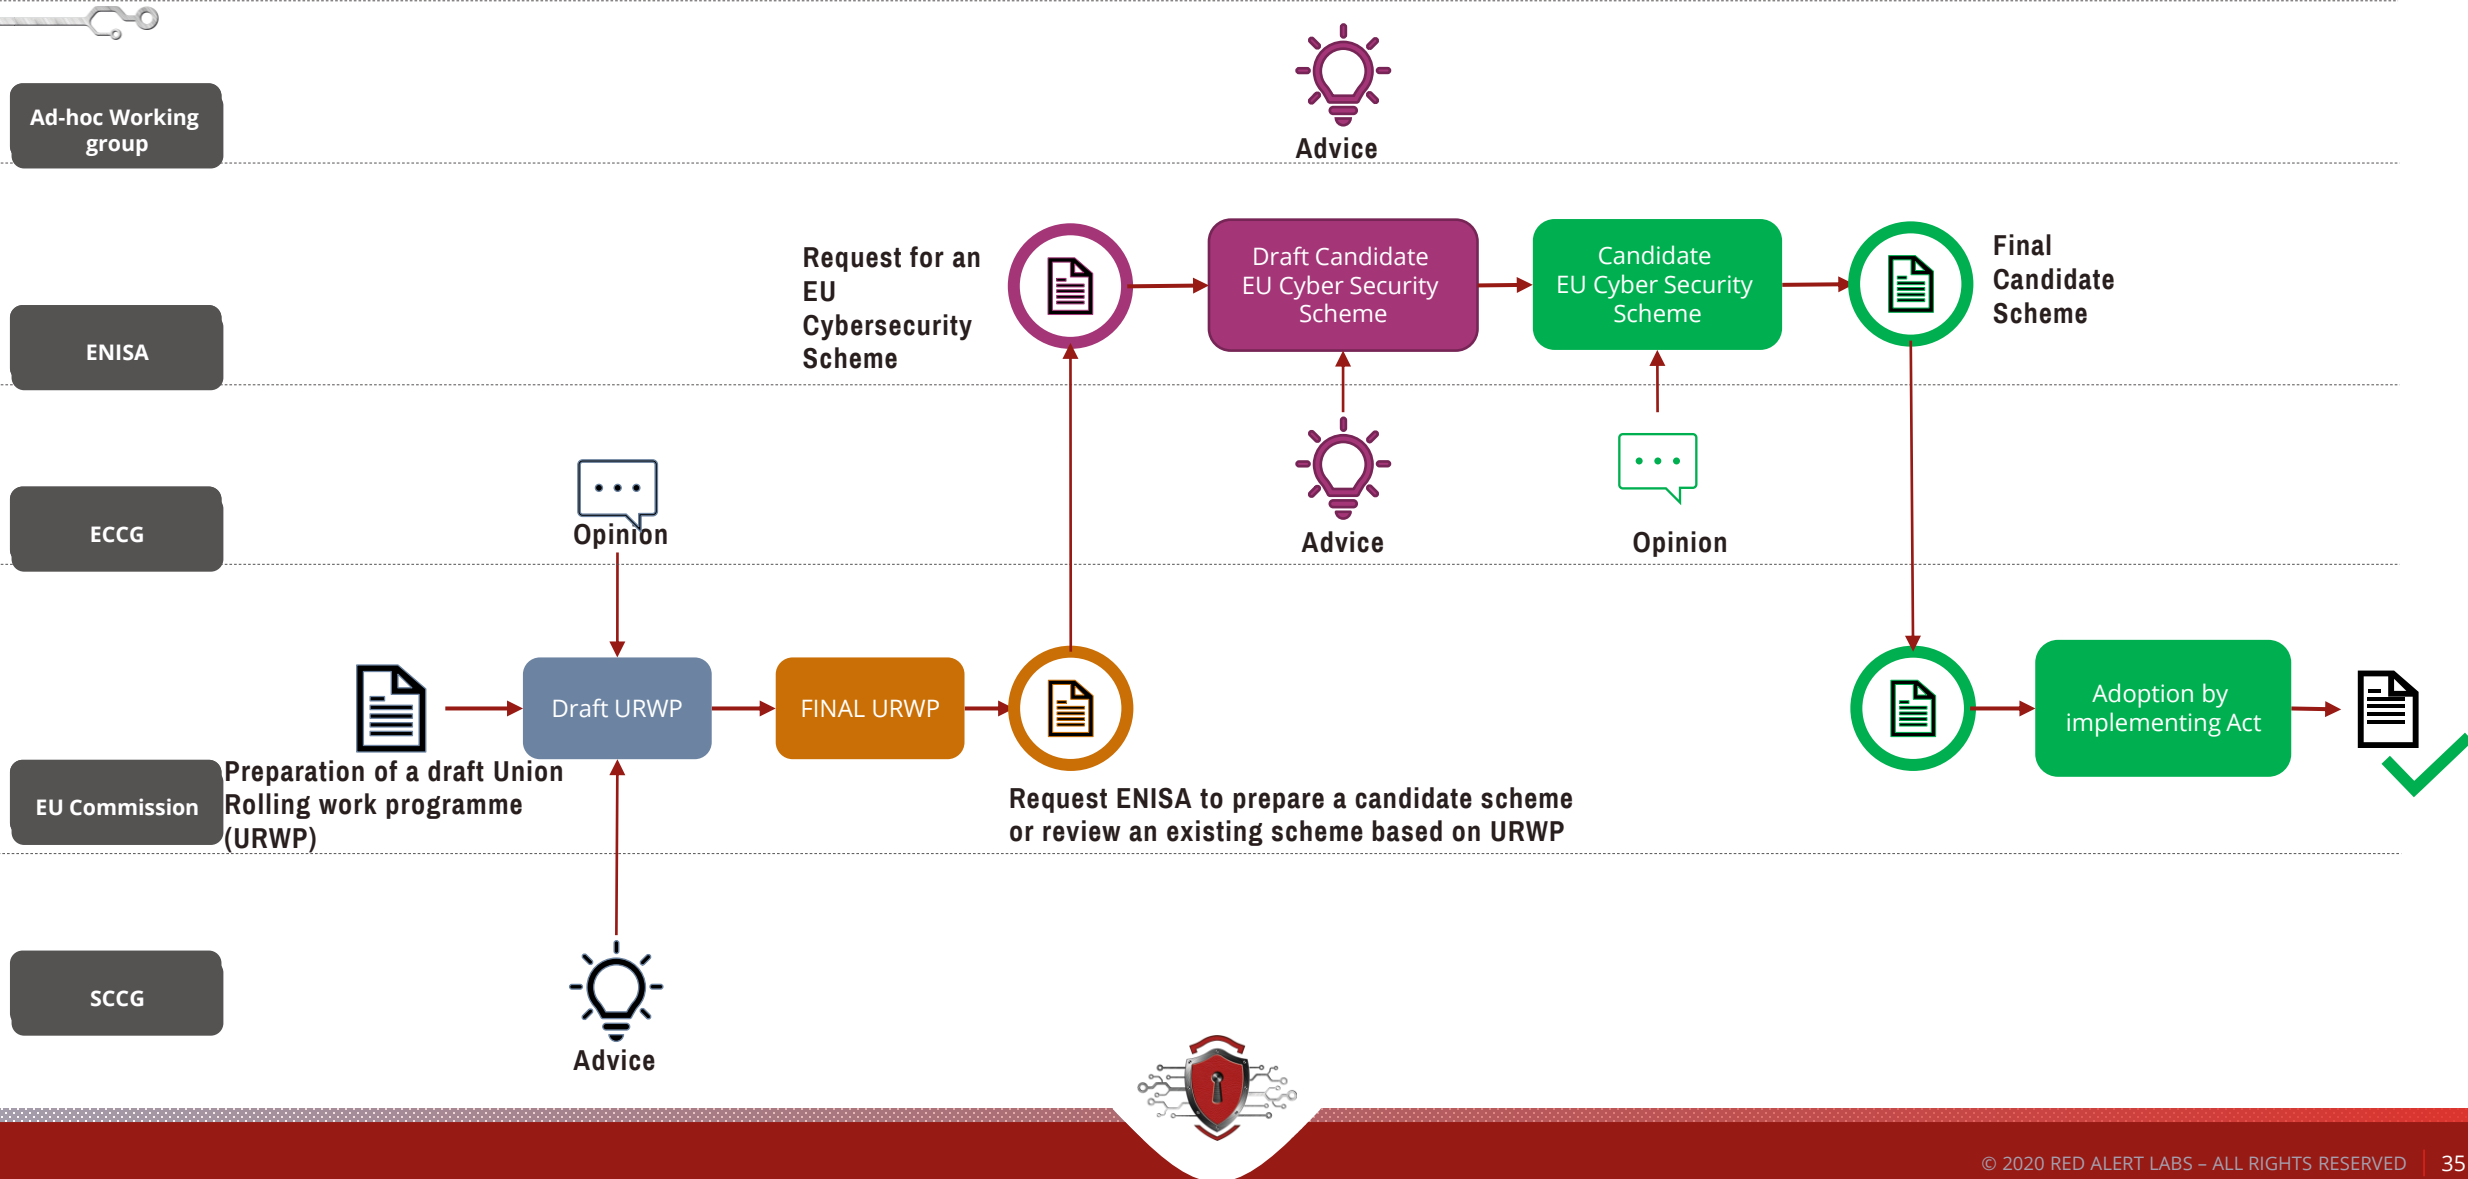 Advice
Ad-hoc Working
group
Request for an
EU
Cybersecurity
Scheme
Draft Candidate
EU Cyber Security
Scheme
Candidate
EU Cyber Security
Scheme
Final
Candidate
Scheme
ENISA
ECCG
Opinion
Advice
Opinion
Draft URWP
FINAL URWP
Adoption by
implementing Act
EU Commission
Preparation of a draft Union
Rolling work programme
(URWP)
Request ENISA to prepare a candidate scheme
or review an existing scheme based on URWP
SCCG
Advice
© 2020 RED ALERT LABS – ALL RIGHTS RESERVED
35